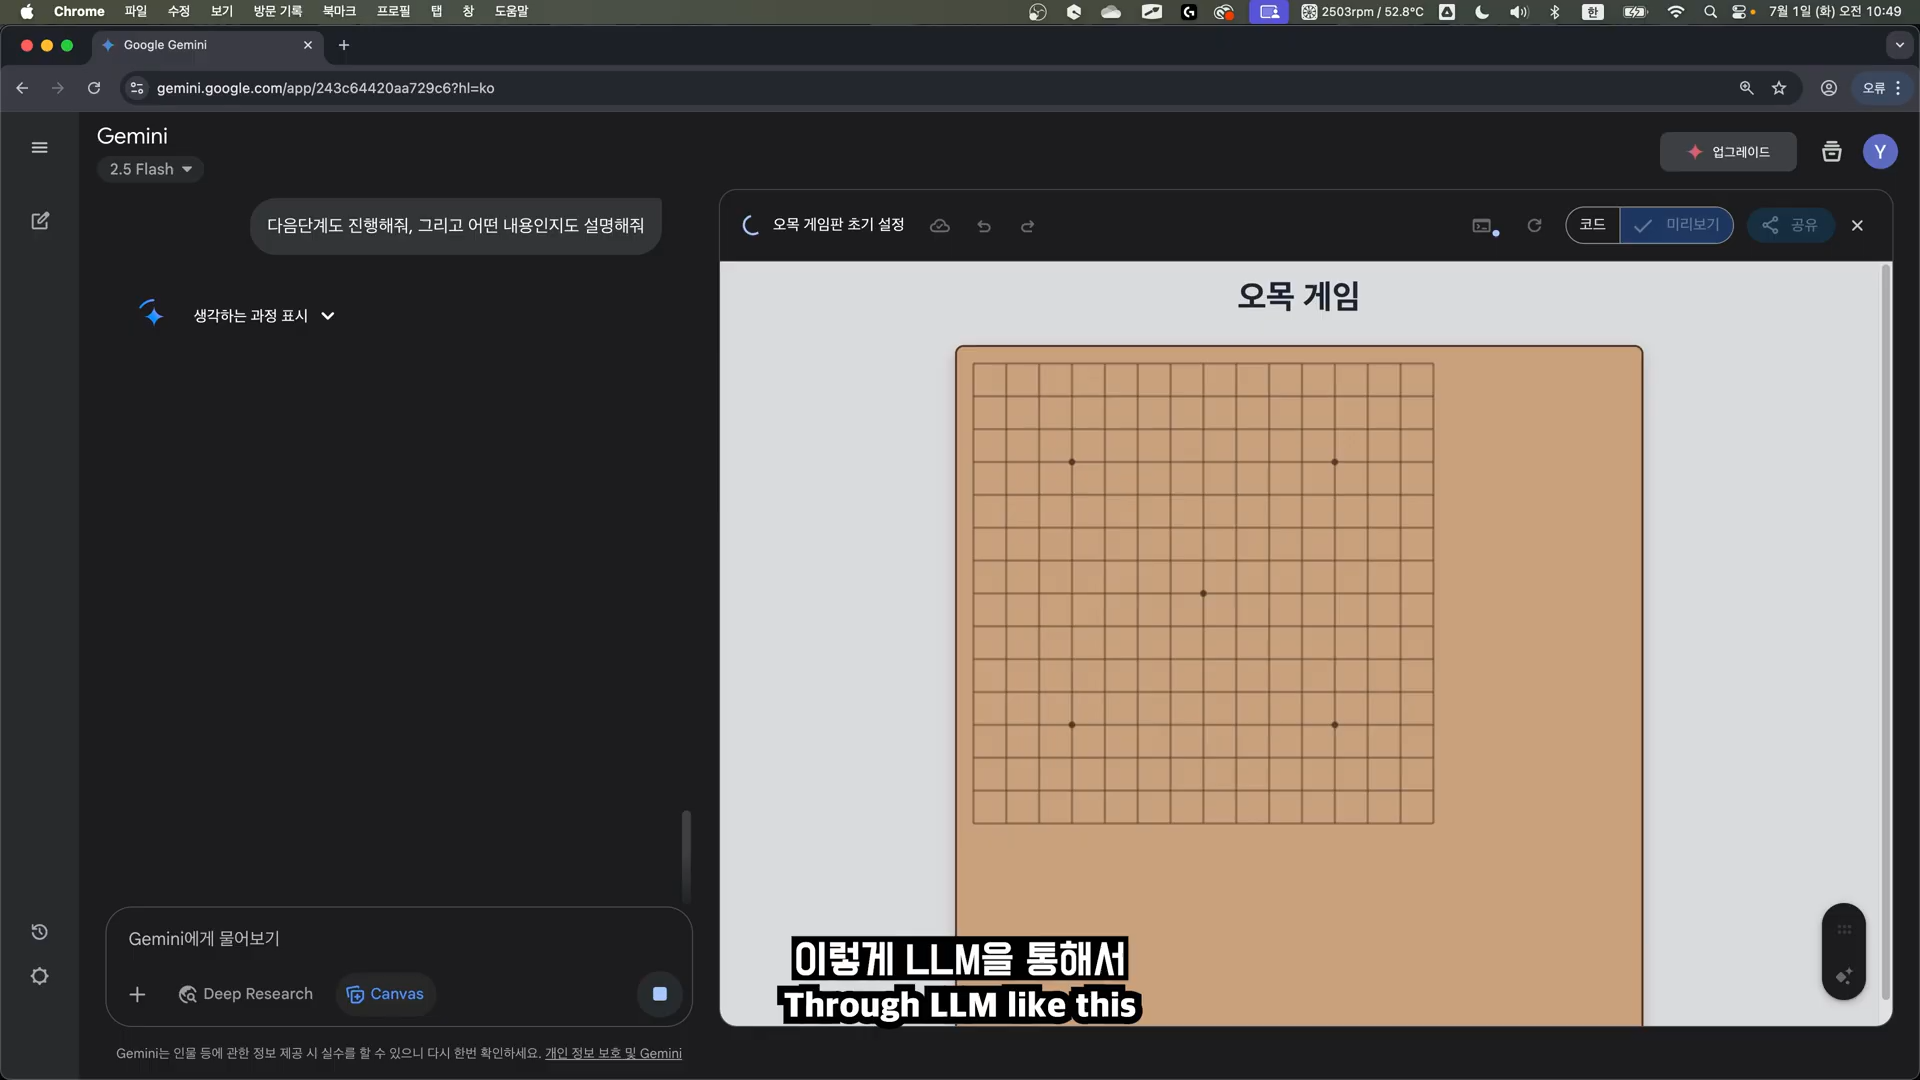 Chrome 파일 수정 보기 방문 기록 북마크 프로필 탭 창 도움말 2503rpm / 52.8°C 한 7월 1일 (화) 오전 10:49
Google Gemini
gemini.google.com/app/243c64420aa729c6?hl=ko 오류
Gemini
2.5 Flash
업그레이드
Y
다음단계도 진행해줘, 그리고 어떤 내용인지도 설명해줘
생각하는 과정 표시
오목 게임판 초기 설정
코드 미리보기 공유
오목 게임
Gemini에게 물어보기
Deep Research Canvas
Gemini는 인물 등에 관한 정보 제공 시 실수를 할 수 있으니 다시 한번 확인하세요. 개인 정보 보호 및 Gemini
이렇게 LLM을 통해서
Through LLM like this